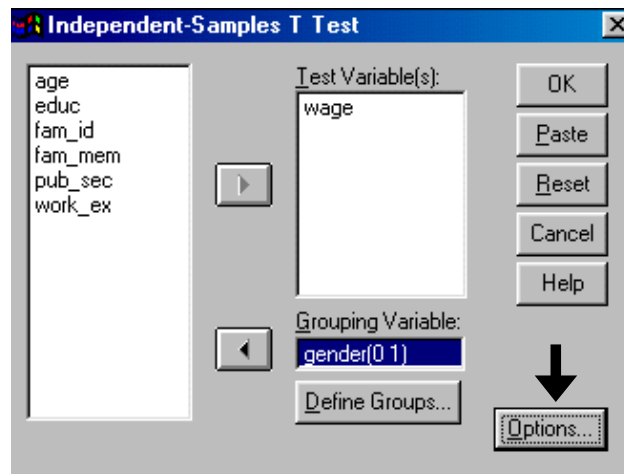 Independent-Samples T Test
age
educ
fam_id
fam_mem
pub_sec
work_ex
Test Variable(s):
wage
Grouping Variable:
gender(0 1)
Define Groups...
OK
Paste
Reset
Cancel
Help
Options...